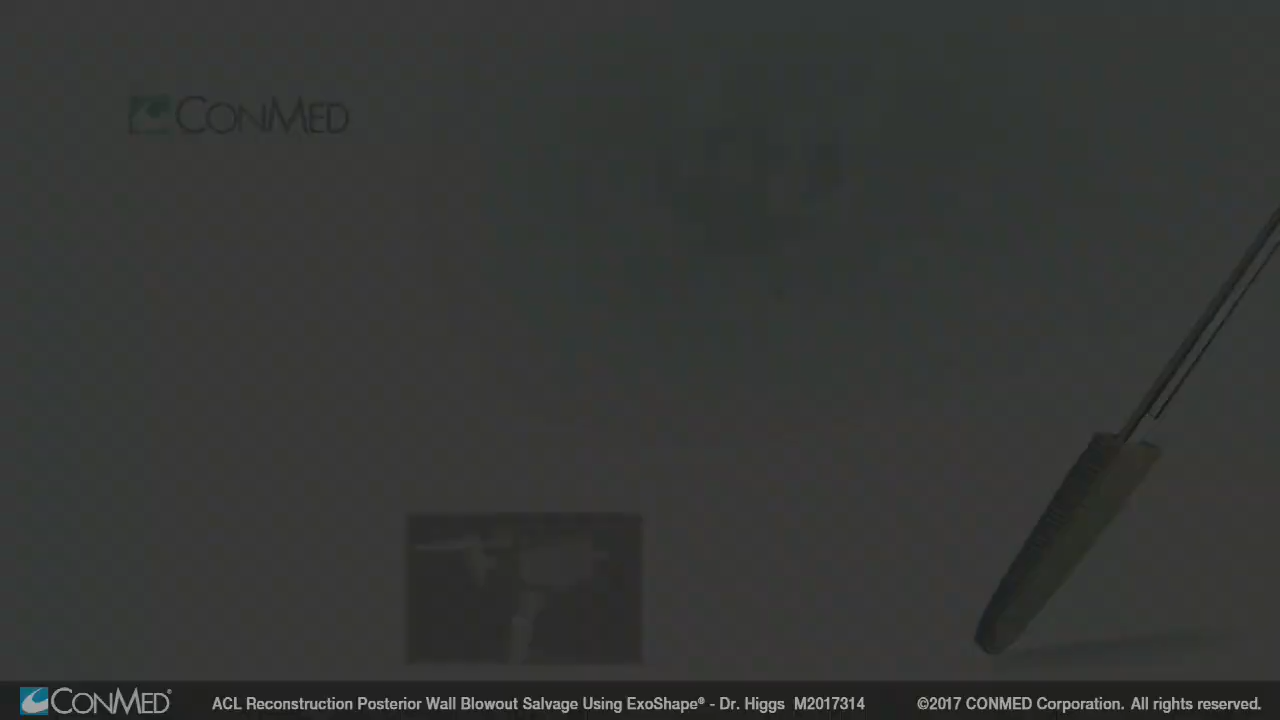 CONMED
CONMED® ACL Reconstruction Posterior Wall Blowout Salvage Using ExoShape® - Dr. Higgs M2017314 ©2017 CONMED Corporation. All rights reserved.